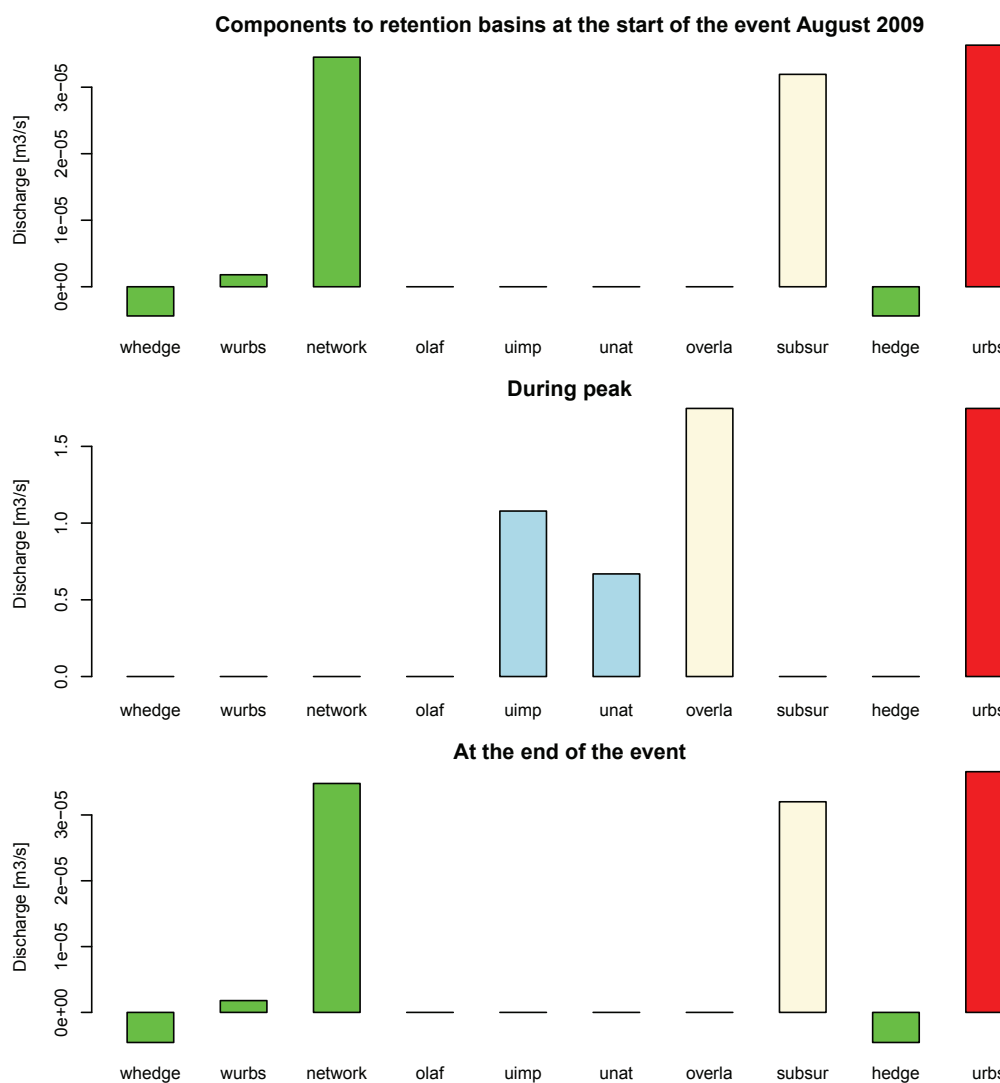 Components to retention basins at the start of the event August 2009
Discharge [m3/s]
3e−05
2e−05
1e−05
0e+00
whedge wurbs network olaf uimp unat overla subsur hedge urbs
During peak
Discharge [m3/s]
1.5
1.0
0.5
0.0
whedge wurbs network olaf uimp unat overla subsur hedge urbs
At the end of the event
Discharge [m3/s]
3e−05
2e−05
1e−05
0e+00
whedge wurbs network olaf uimp unat overla subsur hedge urbs